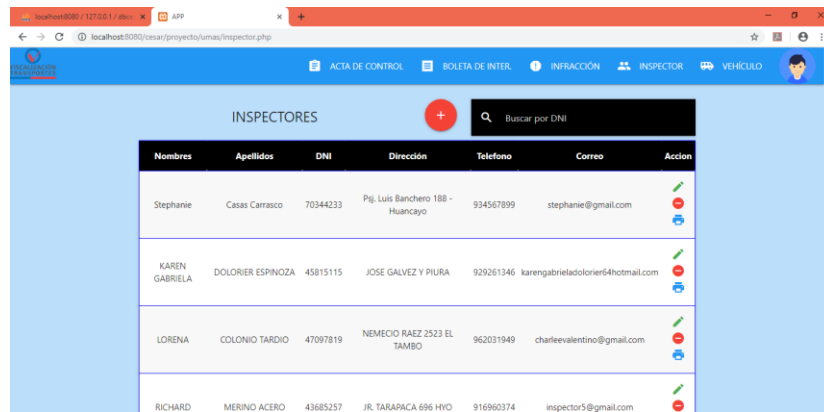 localhost:8080 / 127.0.0.1 /
APP
localhost:8080/cesar/proyecto/umas/inspector.php
FISCALIZACIÓN
TRANSPORTES
ACTA DE CONTROL
BOLETA DE INTER.
INFRACCIÓN
INSPECTOR
VEHÍCULO
INSPECTORES
+
Buscar por DNI
Nombres Apellidos DNI Dirección Telefono Correo Accion
Stephanie Casas Carrasco 70344233 Psj. Luis Banchero 188 -
Huancayo
934567899 stephanie@gmail.com
KAREN
GABRIELA
DOLORIER ESPINOZA 45815115 JOSE GALVEZ Y PIURA 929261346 karengabrieladolorier64hotmail.com
LORENA COLONIO TARDIO 47097819 NEMECIO RAEZ 2523 EL
TAMBO
962031949 charleevalentino@gmail.com
RICHARD MERINO ACERO 43685257 JR. TARAPACA 696 HYO 916960374 inspector5@gmail.com